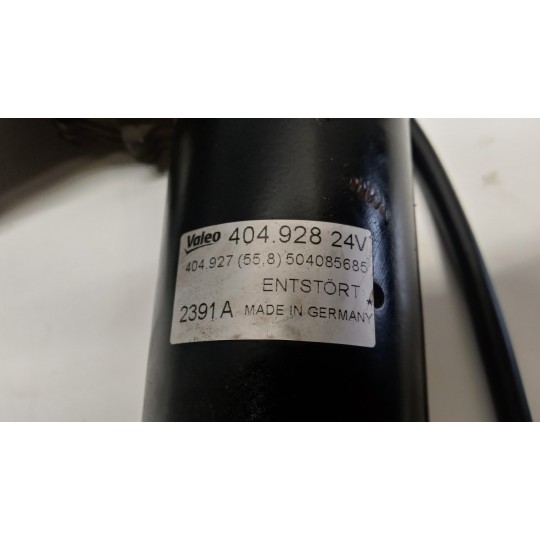 Valeo 404.928 24V
404.927 (55,8) 504085685
ENTSTÖRT
2391 A MADE IN GERMANY